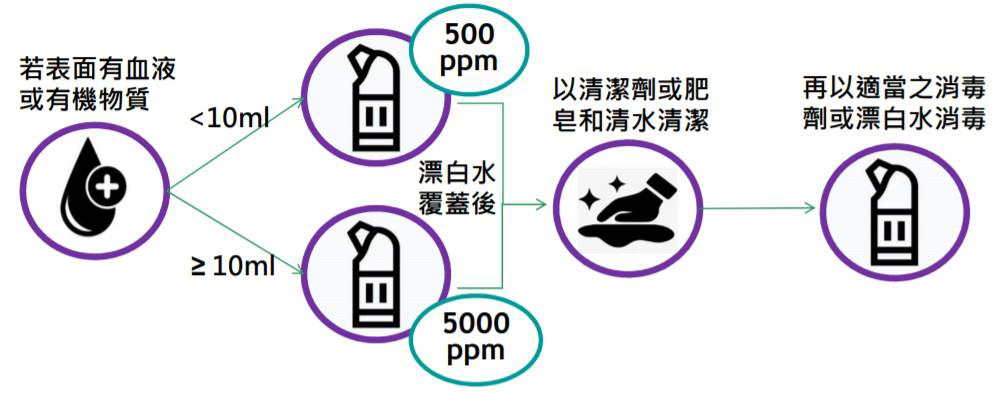 若表面有血液
或有機物質
<10ml
≥ 10ml
500
ppm
5000
ppm
漂白水
覆蓋後
以清潔劑或肥
皂和清水清潔
再以適當之消毒
劑或漂白水消毒